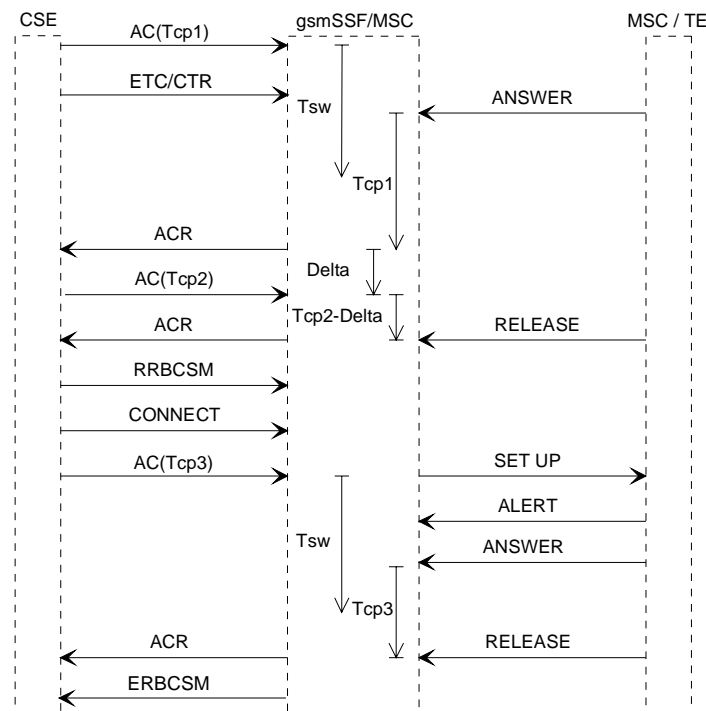 CSE gsmSSF/MSC MSC / TE
AC(Tcp1)
ETC/CTR
ANSWER
Tsw
Tcp1
ACR
Delta
AC(Tcp2)
Tcp2-Delta
ACR
RELEASE
RRBCSM
CONNECT
AC(Tcp3)
SET UP
ALERT
Tsw
ANSWER
Tcp3
ACR
RELEASE
ERBCSM